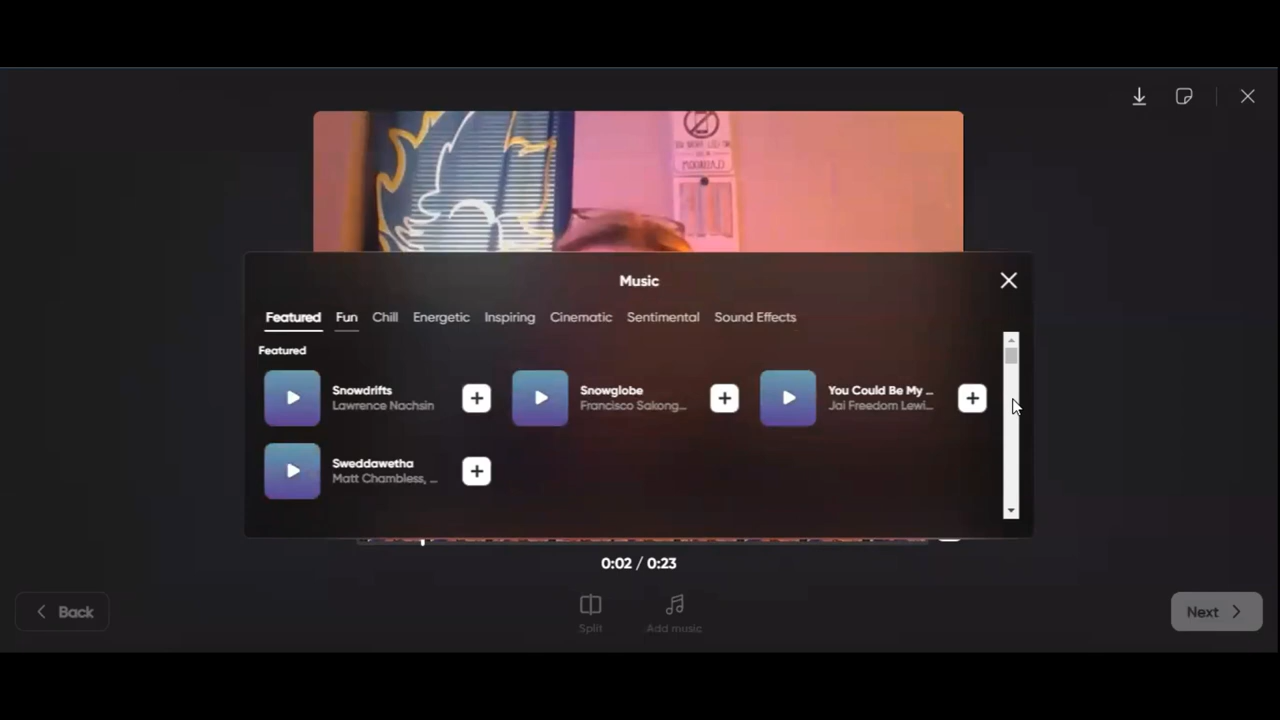 Music
Featured Fun Chill Energetic Inspiring Cinematic Sentimental Sound Effects
Featured
Snowdrifts
Lawrence Nachsin
Snowglobe
Francisco Sakong...
You Could Be My ...
Jai Freedom Lewi...
Sweddawetha
Matt Chambless, ...
0:02 / 0:23
Back
Split
Add music
Next